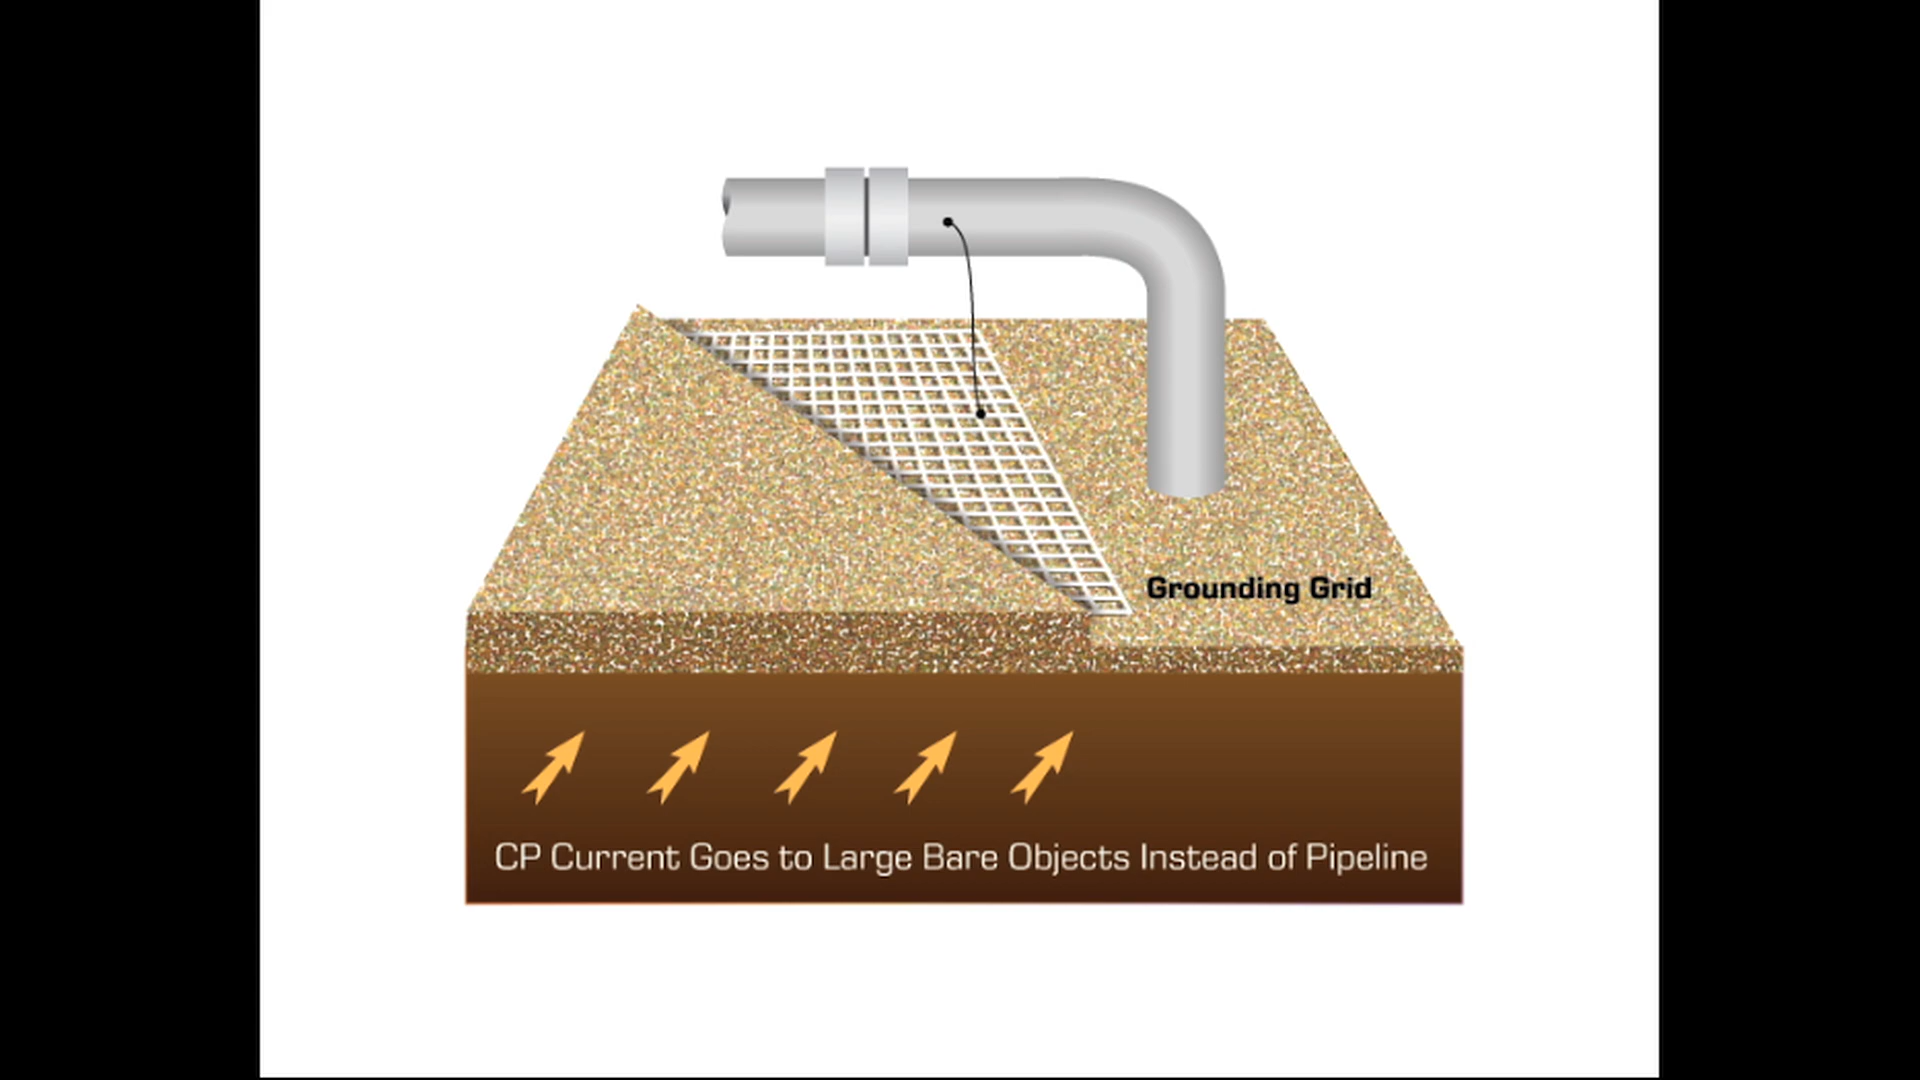 Grounding Grid
CP Current Goes to Large Bare Objects Instead of Pipeline